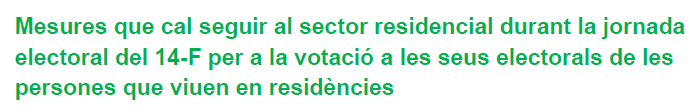 Mesures que cal seguir al sector residencial durant la jornada
electoral del 14-F per a la votació a les seus electorals de les
persones que viuen en residències